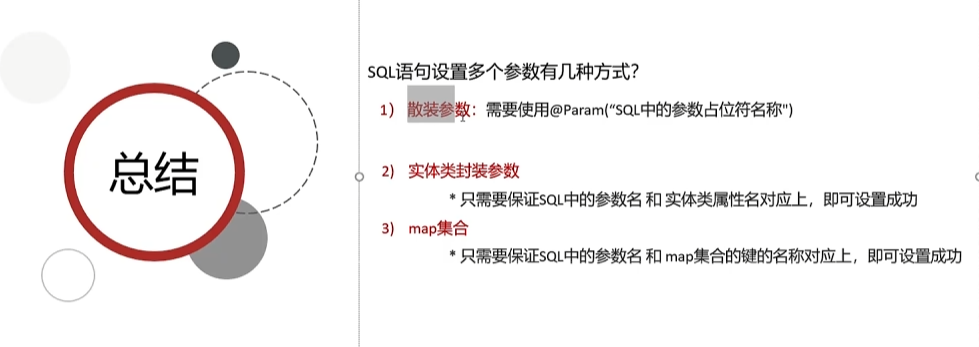 总结
SQL语句设置多个参数有几种方式？
1） 散装参数：需要使用@Param(“SQL中的参数占位符名称")
2） 实体类封装参数
* 只需要保证SQL中的参数名 和 实体类属性名对应上，即可设置成功
3） map集合
* 只需要保证SQL中的参数名 和 map集合的键的名称对应上，即可设置成功